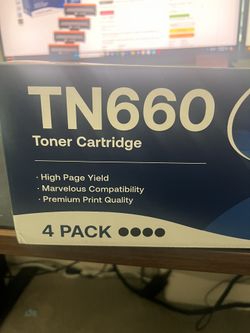 TN660
Toner Cartridge
· High Page Yield
· Marvelous Compatibility
· Premium Print Quality
4 PACK